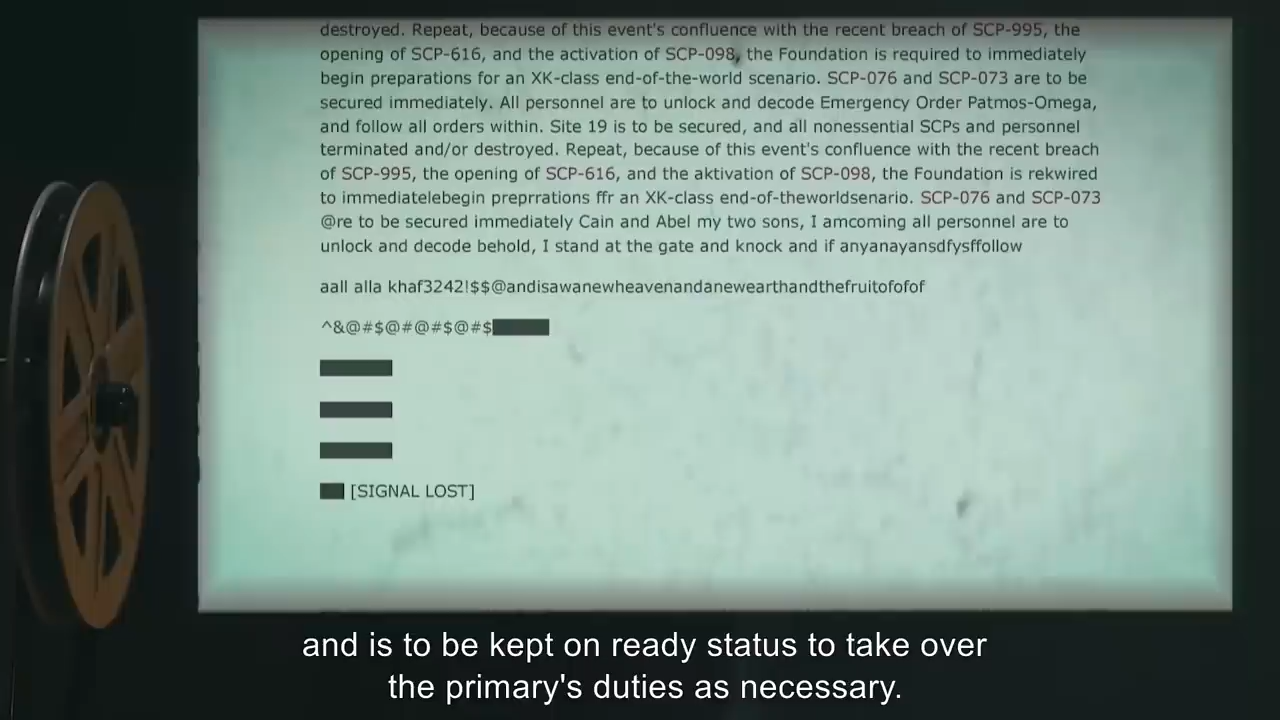 destroyed. Repeat, because of this event's confluence with the recent breach of SCP-995, the
opening of SCP-616, and the activation of SCP-098, the Foundation is required to immediately
begin preparations for an XK-class end-of-the-world scenario. SCP-076 and SCP-073 are to be
secured immediately. All personnel are to unlock and decode Emergency Order Patmos-Omega,
and follow all orders within. Site 19 is to be secured, and all nonessential SCPs and personnel
terminated and/or destroyed. Repeat, because of this event's confluence with the recent breach
of SCP-995, the opening of SCP-616, and the aktivation of SCP-098, the Foundation is rekwired
to immediatelebegin preprrations ffr an XK-class end-of-theworldsenario. SCP-076 and SCP-073
@re to be secured immediately Cain and Abel my two sons, I amcoming all personnel are to
unlock and decode behold, I stand at the gate and knock and if anyanayansdfysffollow
aall alla khaf3242!$$@andisawanewheavenandanewearthandthefruitofofof
^&@#$@#@#$@#$██████
██████
██████
██████
██ [SIGNAL LOST]
and is to be kept on ready status to take over
the primary's duties as necessary.